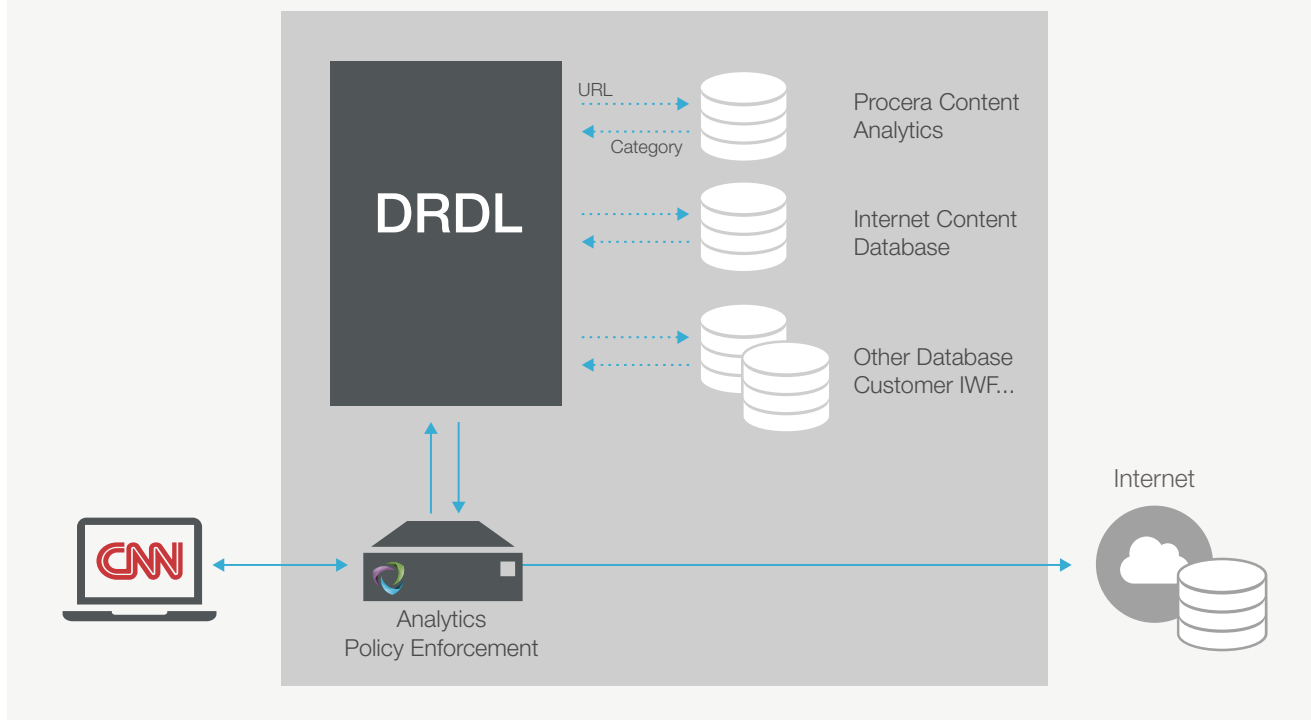 URL
Category
Procera Content
Analytics
DRDL
Internet Content
Database
Other Database
Customer IWF...
Internet
CNN
Analytics
Policy Enforcement